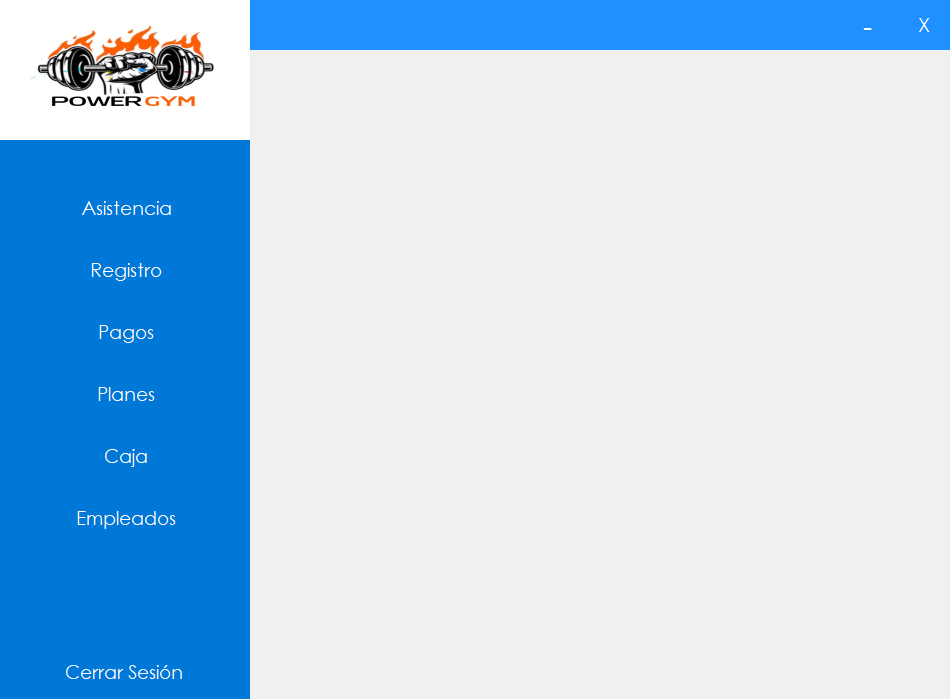 POWER GYM
- X
Asistencia
Registro
Pagos
Planes
Caja
Empleados
Cerrar Sesión